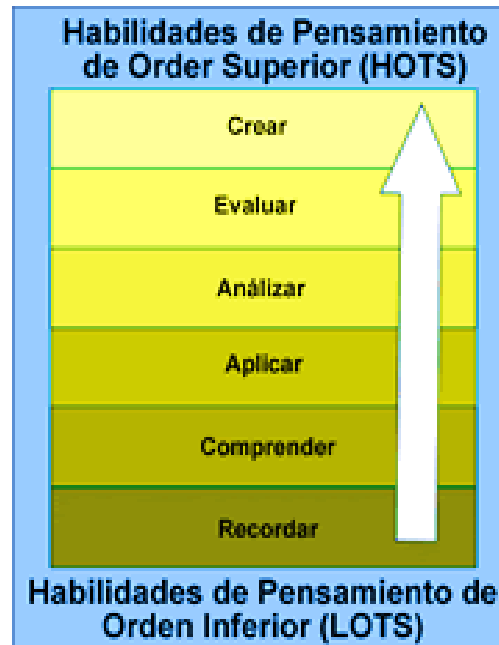 Habilidades de Pensamiento
de Order Superior (HOTS)
Crear
Evaluar
Análizar
Aplicar
Comprender
Recordar
Habilidades de Pensamiento de
Orden Inferior (LOTS)